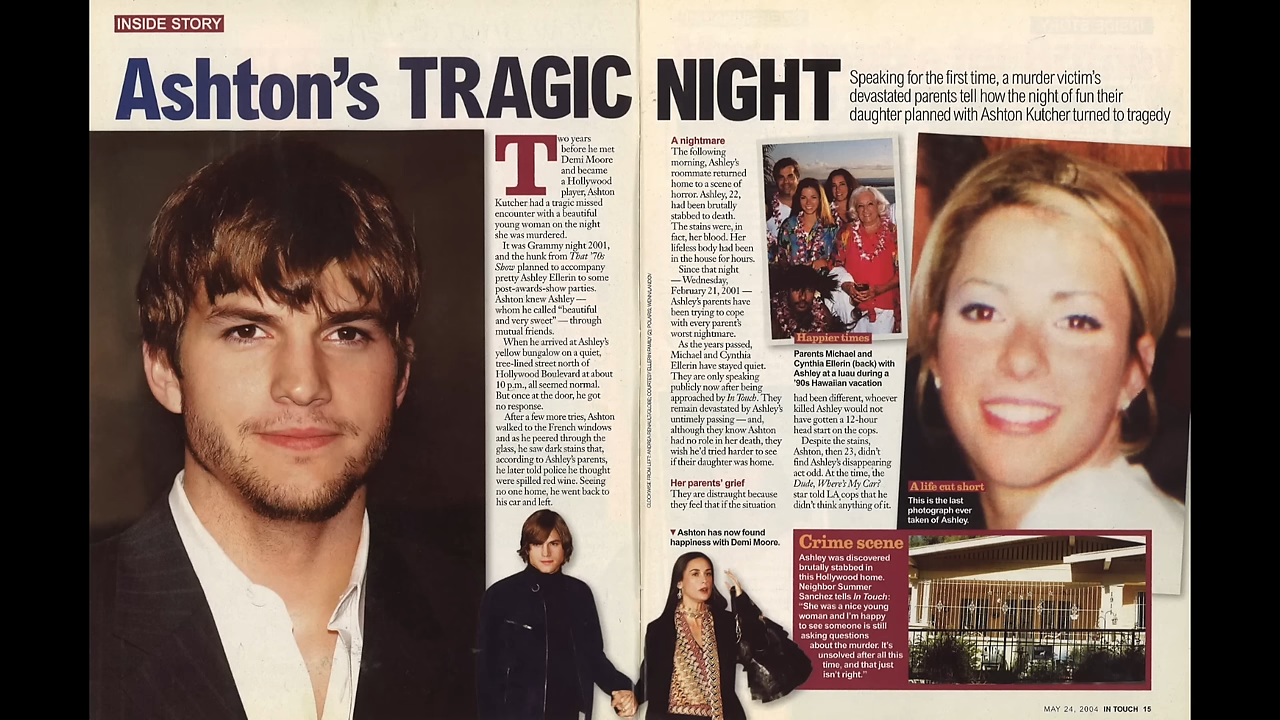 INSIDE STORY
Ashton's TRAGIC NIGHT
Speaking for the first time, a murder victim's
devastated parents tell how the night of fun their
daughter planned with Ashton Kutcher turned to tragedy
Two years
before he met
Demi Moore
and became
a Hollywood
player, Ashton
Kutcher had a tragic missed
encounter with a beautiful
young woman on the night
she was murdered.
It was Grammy night 2001,
and the hunk from That '70s
Show planned to accompany
pretty Ashley Ellerin to some
post-awards-show parties.
Ashton knew Ashley —
whom he called "beautiful
and very sweet" — through
mutual friends.
When he arrived at Ashley's
yellow bungalow on a quiet,
tree-lined street north of
Hollywood Boulevard at about
10 p.m., all seemed normal.
But once at the door, he got
no response.
After a few more tries, Ashton
walked to the French windows
and as he peered through the
glass, he saw dark stains that,
according to Ashley's parents,
he later told police he thought
were spilled red wine. Seeing
no one home, he went back to
his car and left.
A nightmare
The following
morning, Ashley's
roommate returned
home to a scene of
horror. Ashley, 22,
had been brutally
stabbed to death.
The stains were, in
fact, her blood. Her
lifeless body had been
in the house for hours.
Since that night
— Wednesday,
February 21, 2001 —
Ashley's parents have
been trying to cope
with every parent's
worst nightmare.
As the years passed,
Michael and Cynthia
Ellerin have stayed quiet.
They are only speaking
publicly now after being
approached by In Touch. They
remain devastated by Ashley's
untimely passing — and,
although they know Ashton
had no role in her death, they
wish he'd tried harder to see
if their daughter was home.
Her parents' grief
They are distraught because
they feel that if the situation
▼ Ashton has now found
happiness with Demi Moore.
Happier times
Parents Michael and
Cynthia Ellerin (back) with
Ashley at a luau during a
'90s Hawaiian vacation
had been different, whoever
killed Ashley would not
have gotten a 12-hour
head start on the cops.
Despite the stains,
Ashton, then 23, didn't
find Ashley's disappearing
act odd. At the time, the
Dude, Where's My Car?
star told LA cops that he
didn't think anything of it.
A life cut short
This is the last
photograph ever
taken of Ashley.
Crime scene
Ashley was discovered
brutally stabbed in
this Hollywood home.
Neighbor Summer
Sanchez tells In Touch:
"She was a nice young
woman and I'm happy
to see someone is still
asking questions
about the murder. It's
unsolved after all this
time, and that just
isn't right."
MAY 24, 2004 IN TOUCH 15